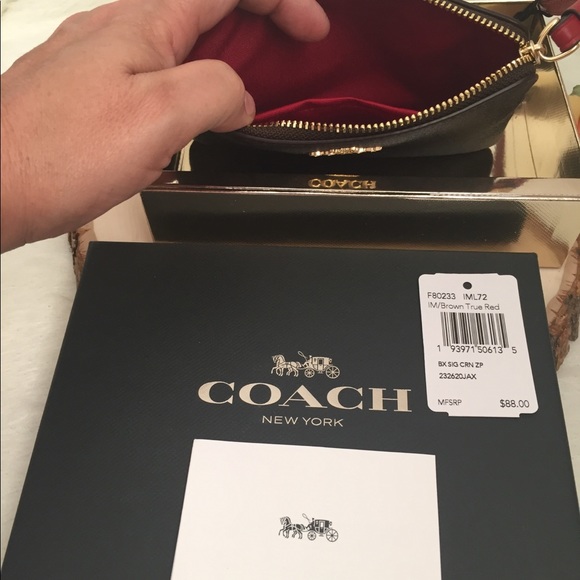 COACH
F80233 IML72
IM/Brown True Red
1 93971 50613 5
BX SIG CRN ZP
232620JAX
MFSRP $88.00
COACH
NEW YORK